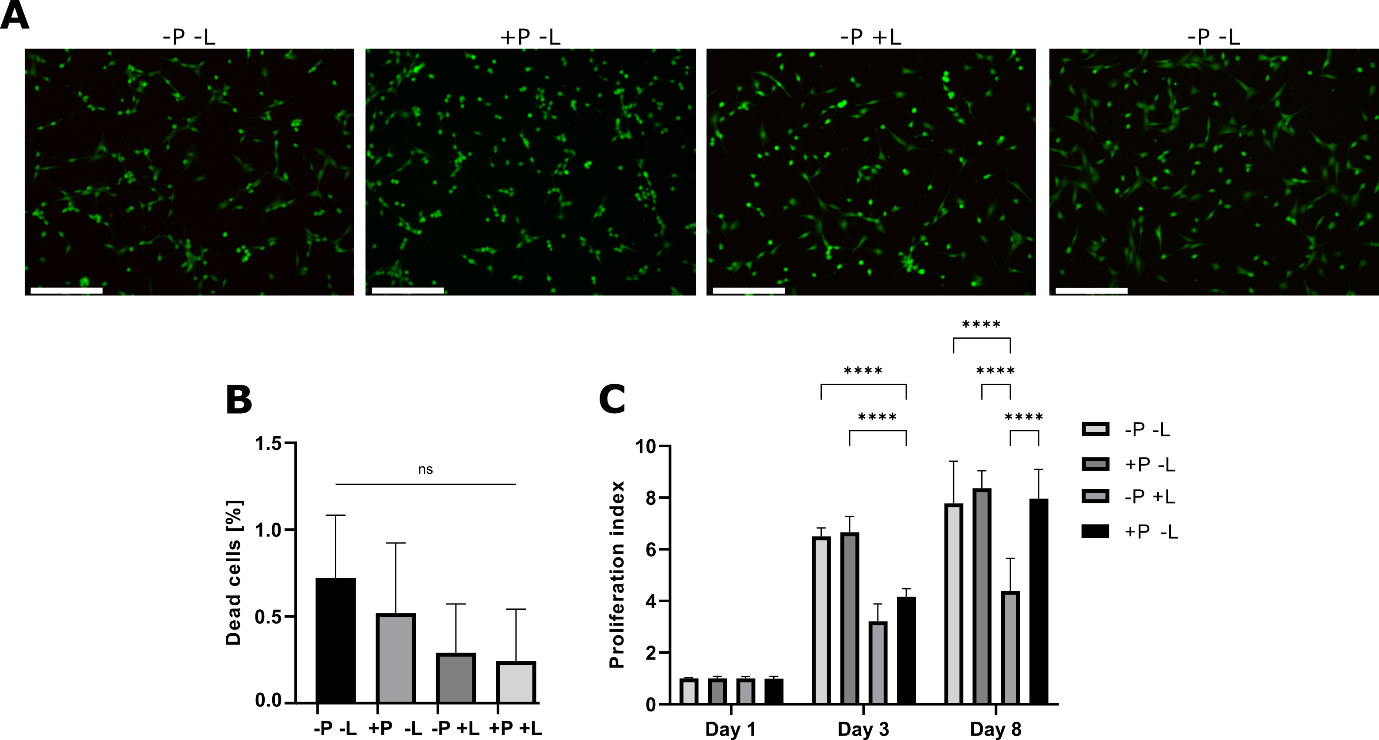 A
-P -L
+P -L
-P +L
-P -L
B
Dead cells [%]
1.5
1.0
0.5
0.0
ns
-P -L
+P -L
-P +L
+P +L
C
Proliferation index
10
8
6
4
2
0
****
****
****
****
****
Day 1
Day 3
Day 8
-P -L
+P -L
-P +L
+P -L